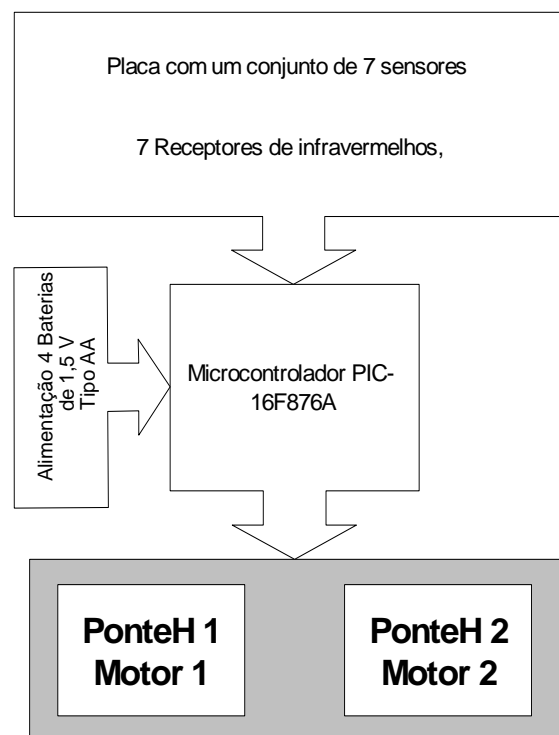 Placa com um conjunto de 7 sensores
7 Receptores de infravermelhos,
Alimentação 4 Baterias
de 1,5 V
Tipo AA
Microcontrolador PIC-
16F876A
PonteH 1
Motor 1
PonteH 2
Motor 2